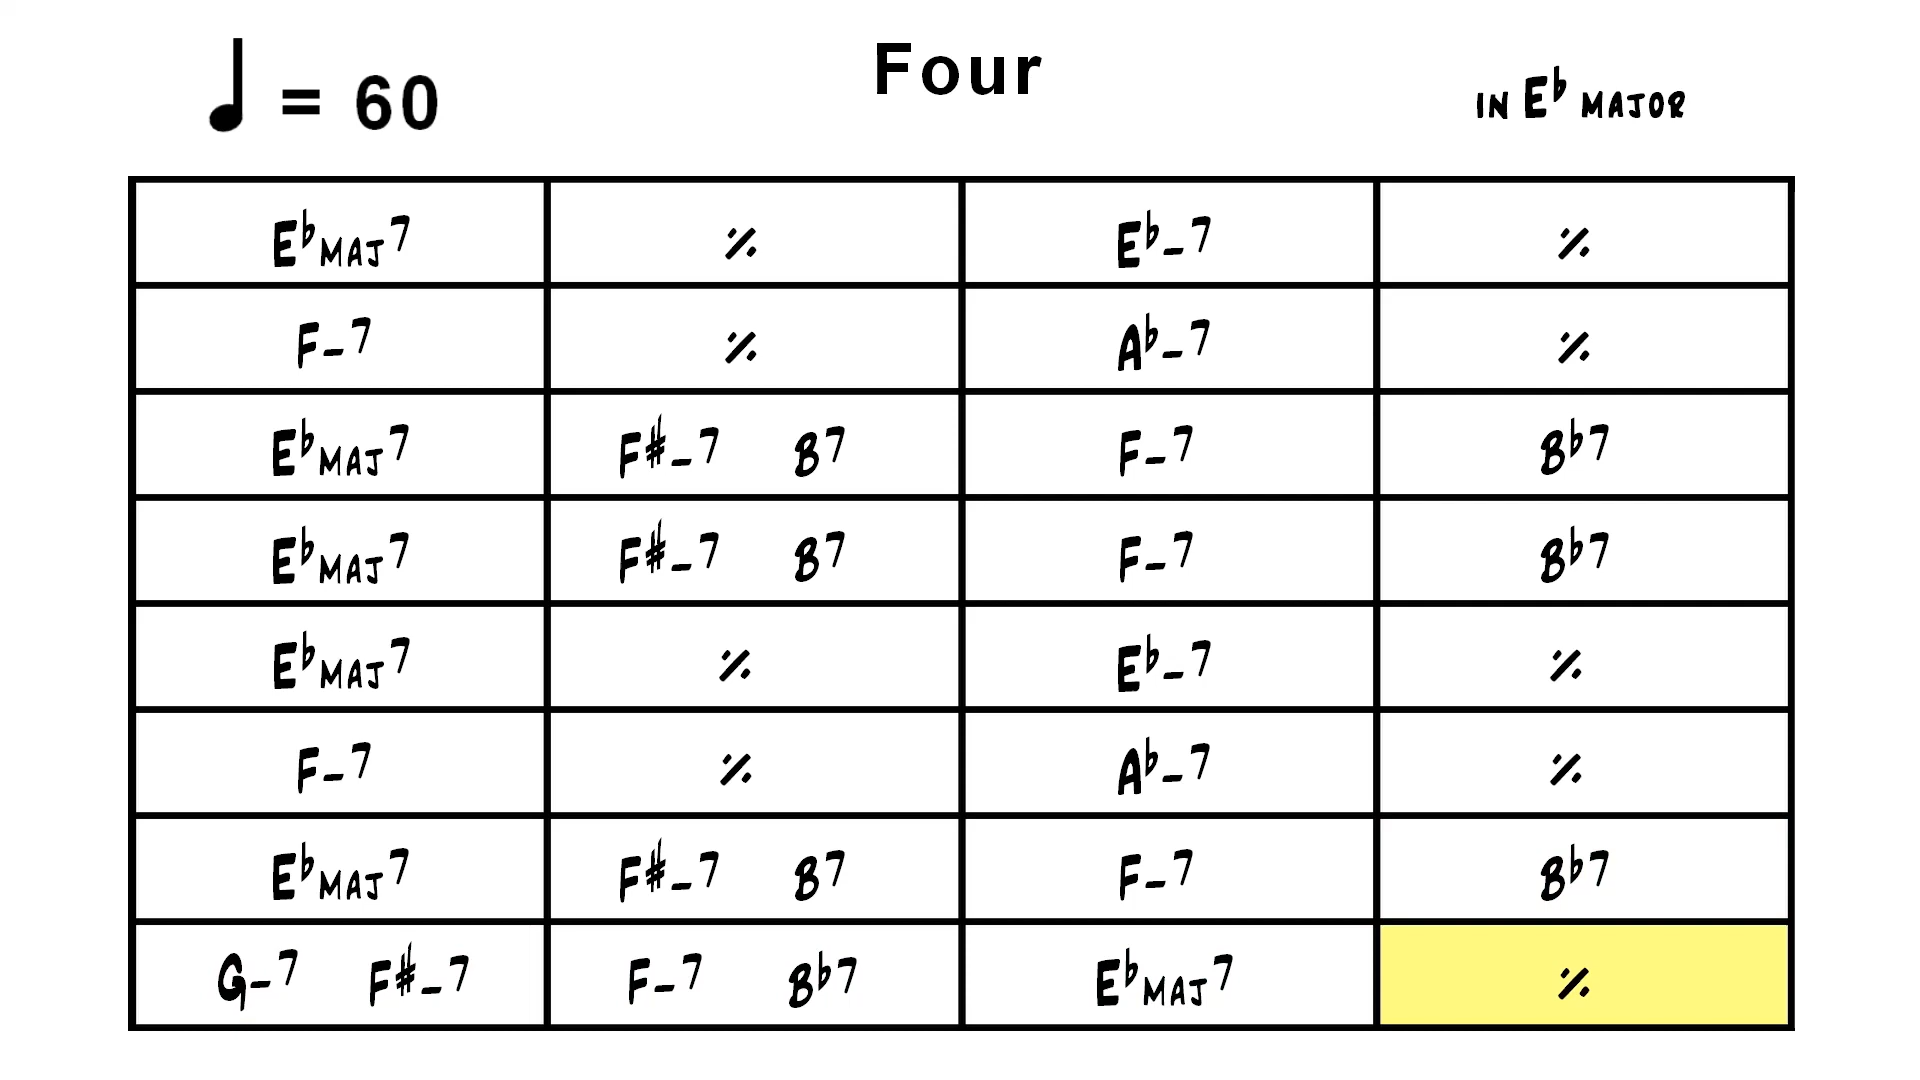 ♩ = 60 Four IN E♭ MAJOR
E♭MAJ7 % E♭-7 %
F-7 % A♭-7 %
E♭MAJ7 F#-7 B7 F-7 B♭7
E♭MAJ7 F#-7 B7 F-7 B♭7
E♭MAJ7 % E♭-7 %
F-7 % A♭-7 %
E♭MAJ7 F#-7 B7 F-7 B♭7
G-7 F#-7 F-7 B♭7 E♭MAJ7 %